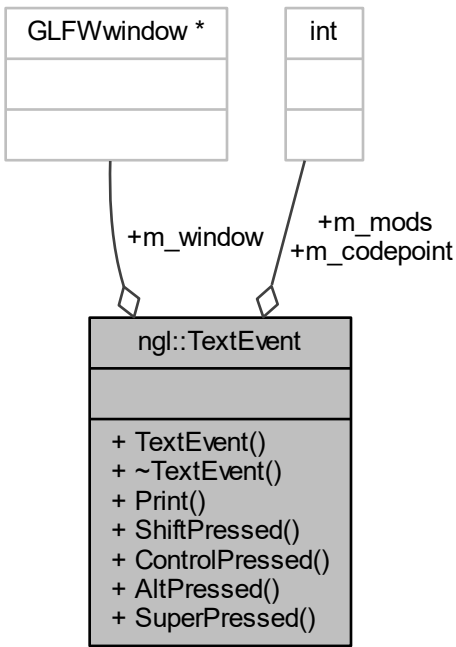 GLFWwindow *
int
+m_window
+m_mods
+m_codepoint
ngl::TextEvent
+ TextEvent()
+ ~TextEvent()
+ Print()
+ ShiftPressed()
+ ControlPressed()
+ AltPressed()
+ SuperPressed()